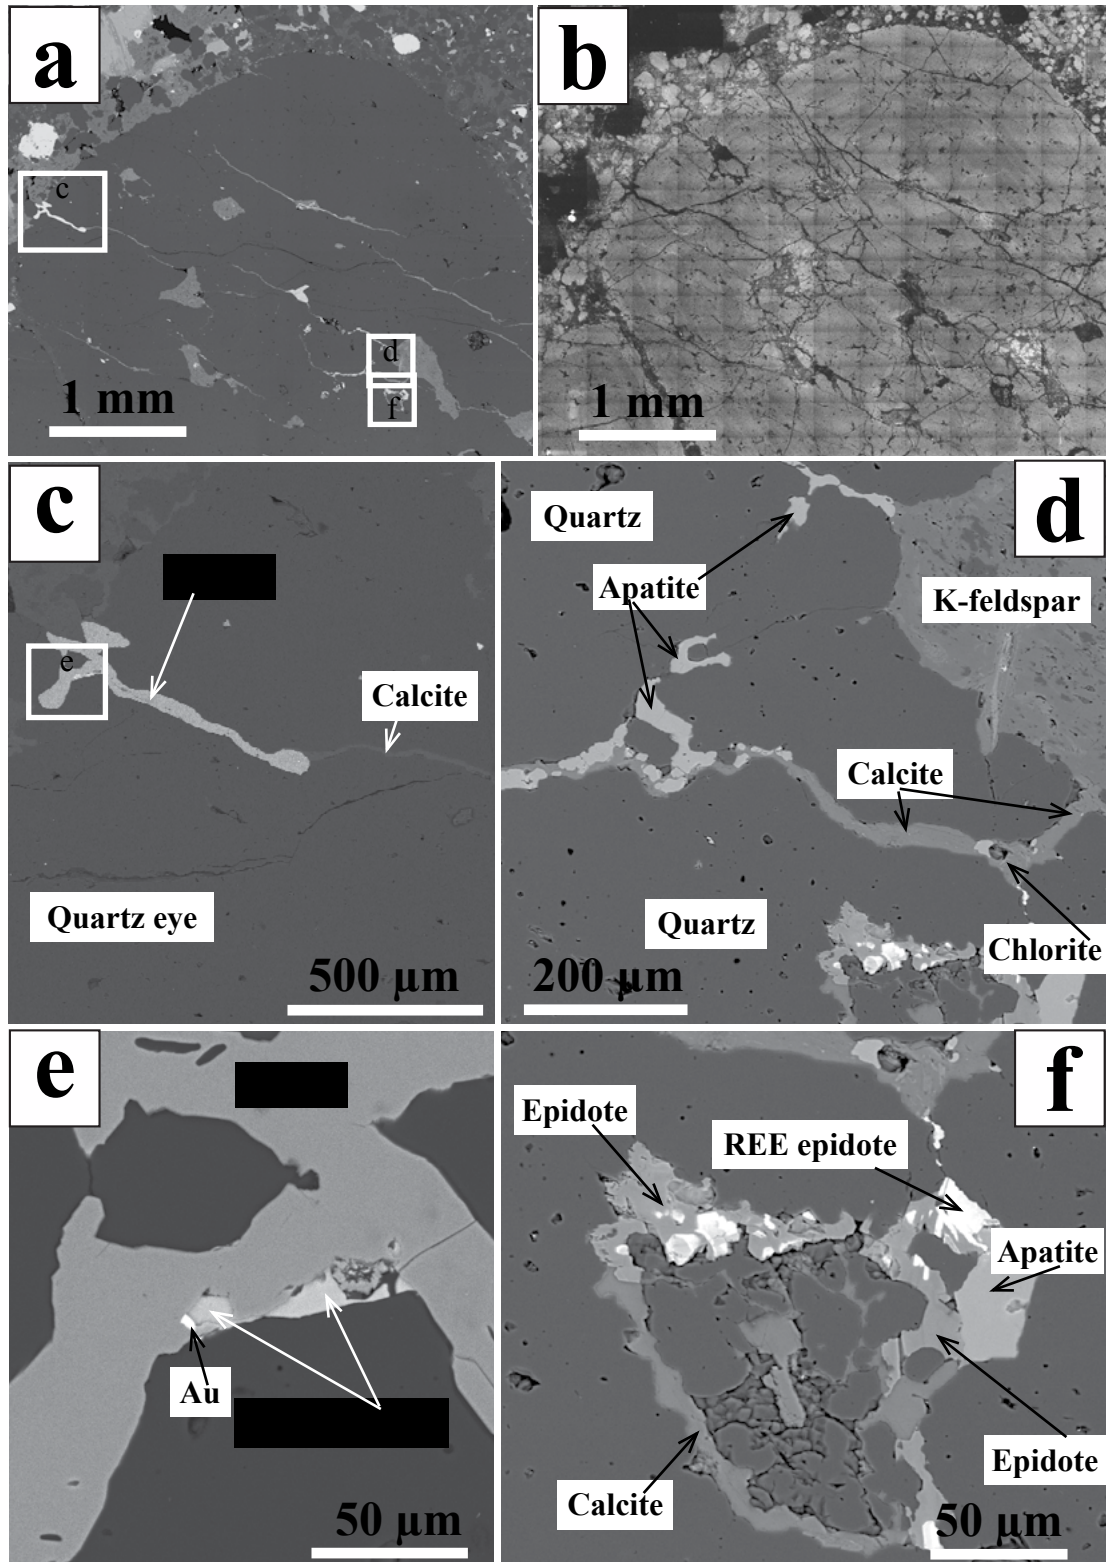 a
b
c
d
f
1 mm
1 mm
c
d
Quartz
Apatite
K-feldspar
Calcite
Calcite
Quartz eye
Quartz
Chlorite
500 µm
200 µm
e
e
f
Epidote
REE epidote
Apatite
Au
Epidote
Calcite
50 µm
50 µm